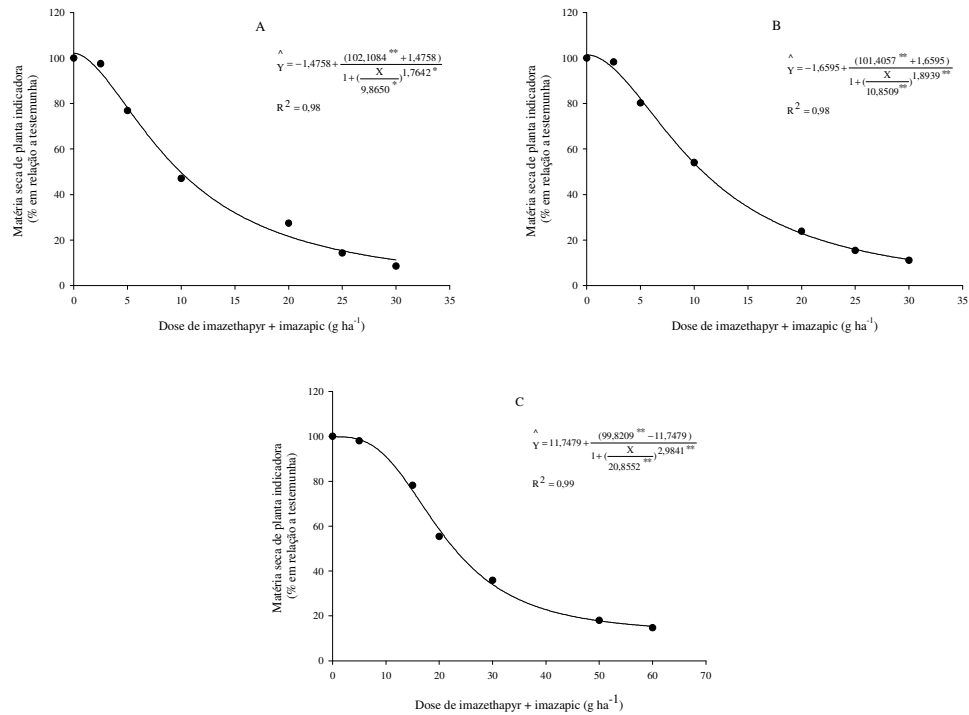 A
Matéria seca de planta indicadora
(% em relação a testemunha)
120
100
80
60
40
20
0
^
Y = −1,4758 + (102,1084 ** + 1,4758) / 1 + ( X / 9,8650 * ) 1,7642 *
R² = 0,98
0 5 10 15 20 25 30 35
Dose de imazethapyr + imazapic (g ha⁻¹)
B
Matéria seca de planta indicadora
(% em relação a testemunha)
120
100
80
60
40
20
0
^
Y = −1,6595 + (101,4057 ** + 1,6595) / 1 + ( X / 10,8509 ** ) 1,8939 **
R² = 0,98
0 5 10 15 20 25 30 35
Dose de imazethapyr + imazapic (g ha⁻¹)
C
Matéria seca de planta indicadora
(% em relação a testemunha)
120
100
80
60
40
20
0
^
Y = 11,7479 + (99,8209 ** − 11,7479) / 1 + ( X / 20,8552 ** ) 2,9841 **
R² = 0,99
0 10 20 30 40 50 60 70
Dose de imazethapyr + imazapic (g ha⁻¹)